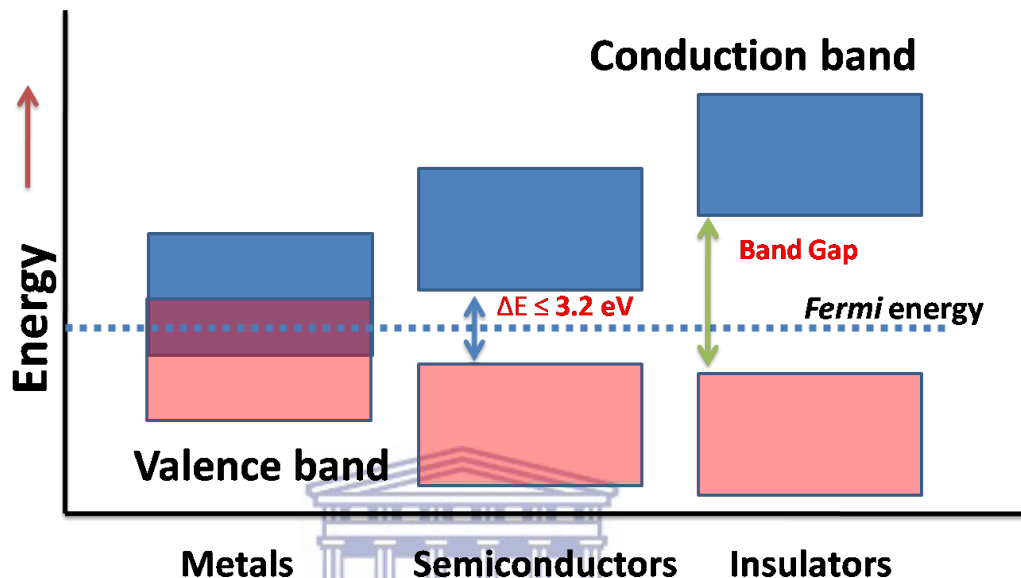 Conduction band
Band Gap
ΔE ≤ 3.2 eV
Fermi energy
Energy
Valence band
Metals
Semiconductors
Insulators